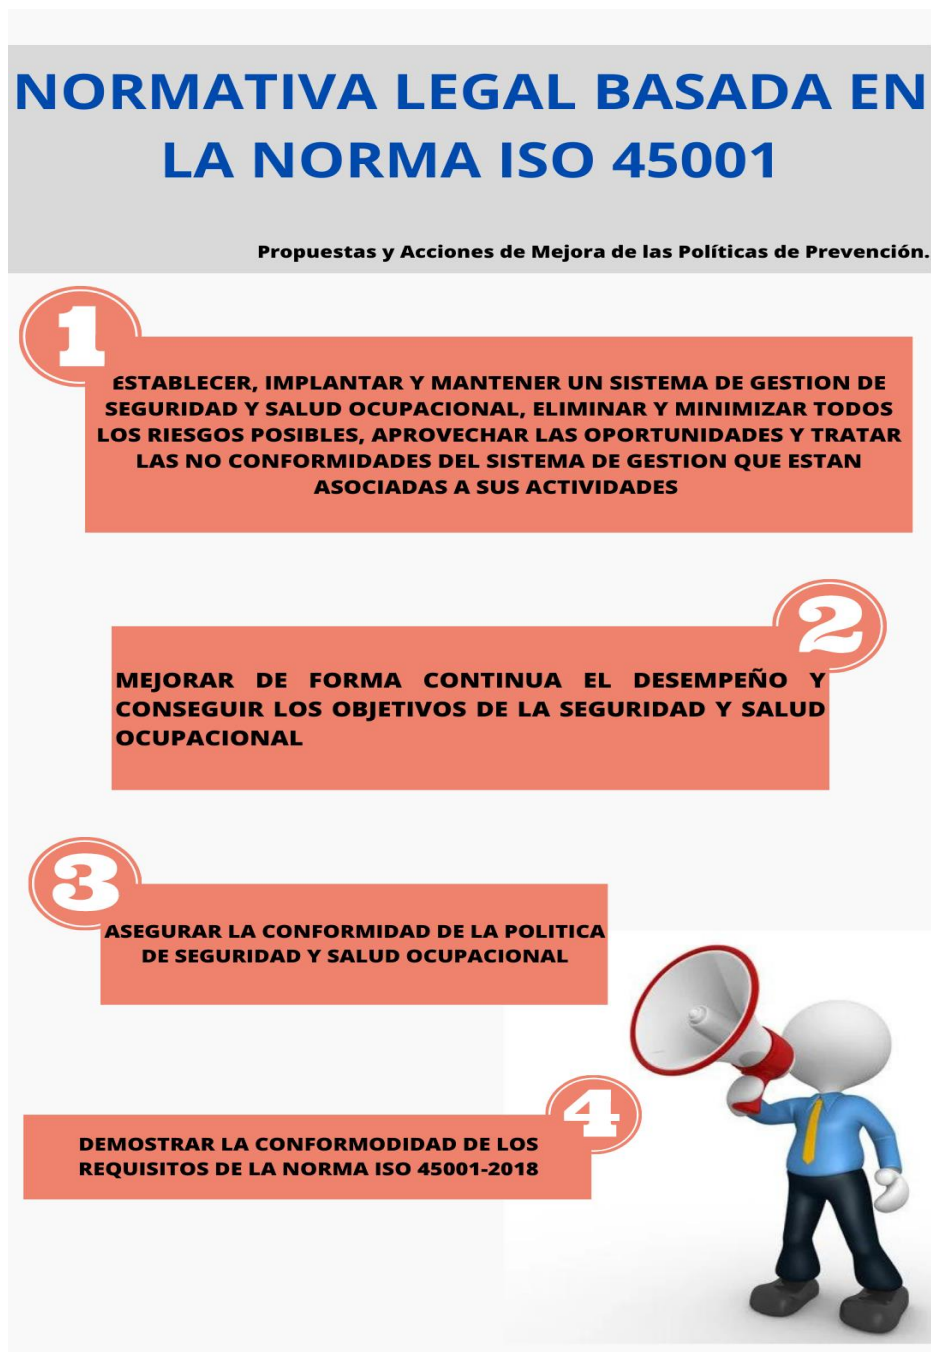 NORMATIVA LEGAL BASADA EN
LA NORMA ISO 45001
Propuestas y Acciones de Mejora de las Políticas de Prevención.
1
ESTABLECER, IMPLANTAR Y MANTENER UN SISTEMA DE GESTION DE
SEGURIDAD Y SALUD OCUPACIONAL, ELIMINAR Y MINIMIZAR TODOS
LOS RIESGOS POSIBLES, APROVECHAR LAS OPORTUNIDADES Y TRATAR
LAS NO CONFORMIDADES DEL SISTEMA DE GESTION QUE ESTAN
ASOCIADAS A SUS ACTIVIDADES
2
MEJORAR DE FORMA CONTINUA EL DESEMPEÑO Y
CONSEGUIR LOS OBJETIVOS DE LA SEGURIDAD Y SALUD
OCUPACIONAL
3
ASEGURAR LA CONFORMIDAD DE LA POLITICA
DE SEGURIDAD Y SALUD OCUPACIONAL
4
DEMOSTRAR LA CONFORMODIDAD DE LOS
REQUISITOS DE LA NORMA ISO 45001-2018